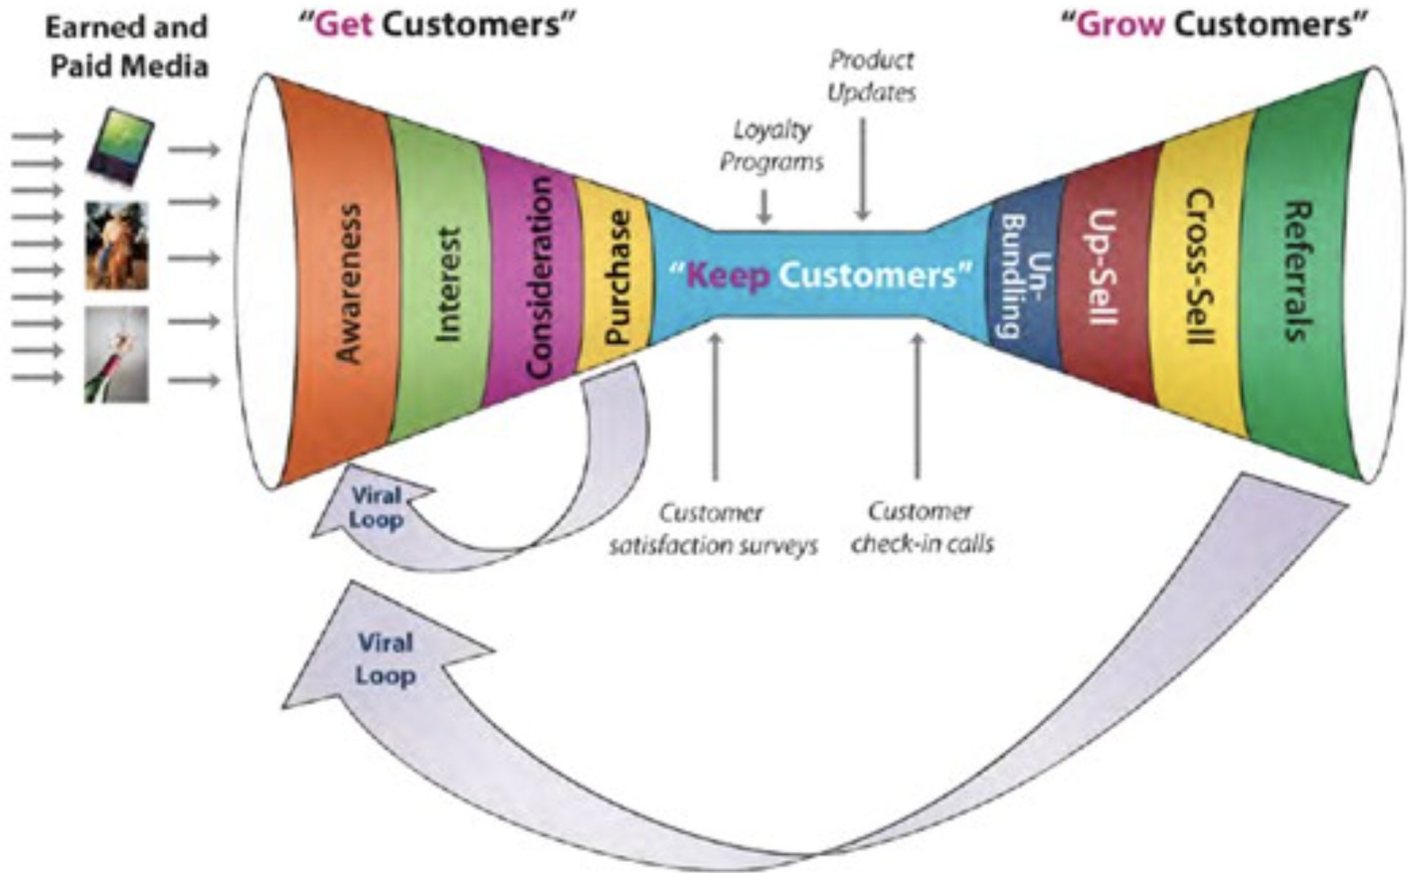 Earned and
Paid Media
“Get Customers”
“Grow Customers”
Product
Updates
Loyalty
Programs
Awareness
Interest
Consideration
Purchase
“Keep Customers”
Un-
Bundling
Up-Sell
Cross-Sell
Referrals
Viral
Loop
Customer
satisfaction surveys
Customer
check-in calls
Viral
Loop